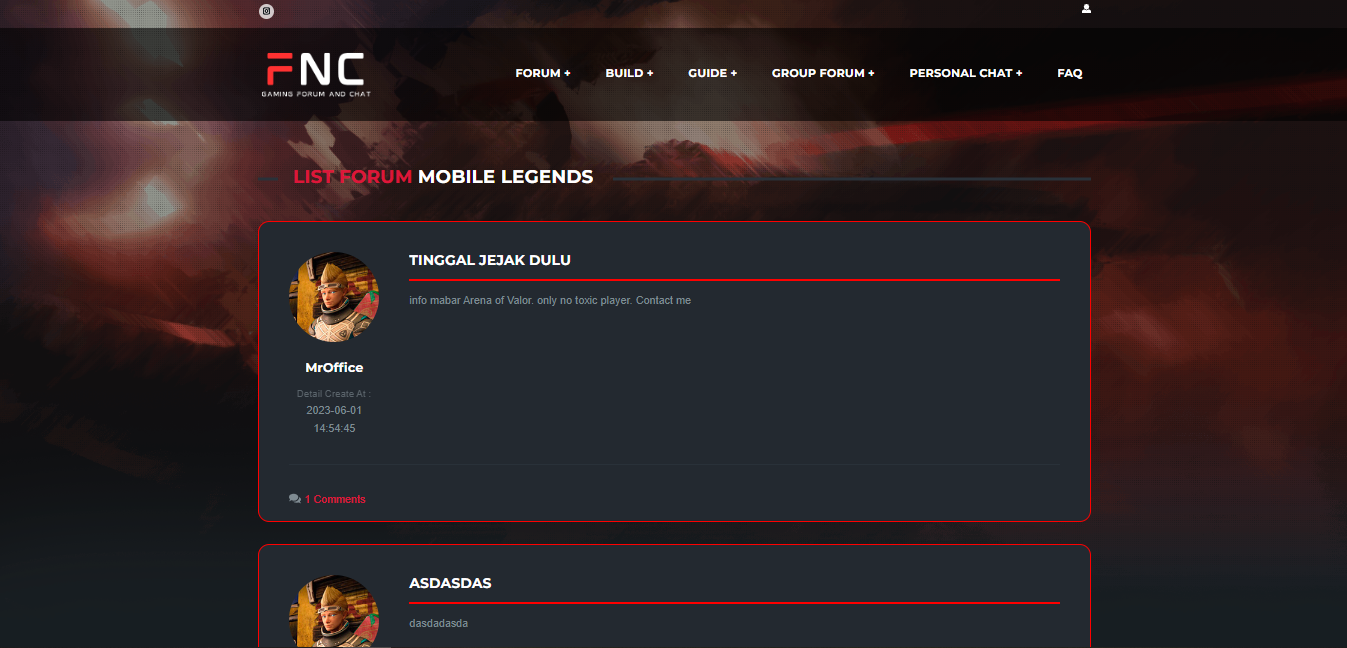 FNC
GAMING FORUM AND CHAT
FORUM + BUILD + GUIDE + GROUP FORUM + PERSONAL CHAT + FAQ
LIST FORUM MOBILE LEGENDS
TINGGAL JEJAK DULU
info mabar Arena of Valor. only no toxic player. Contact me
MrOffice
Detail Create At :
2023-06-01
14:54:45
1 Comments
ASDASDAS
dasdadasda